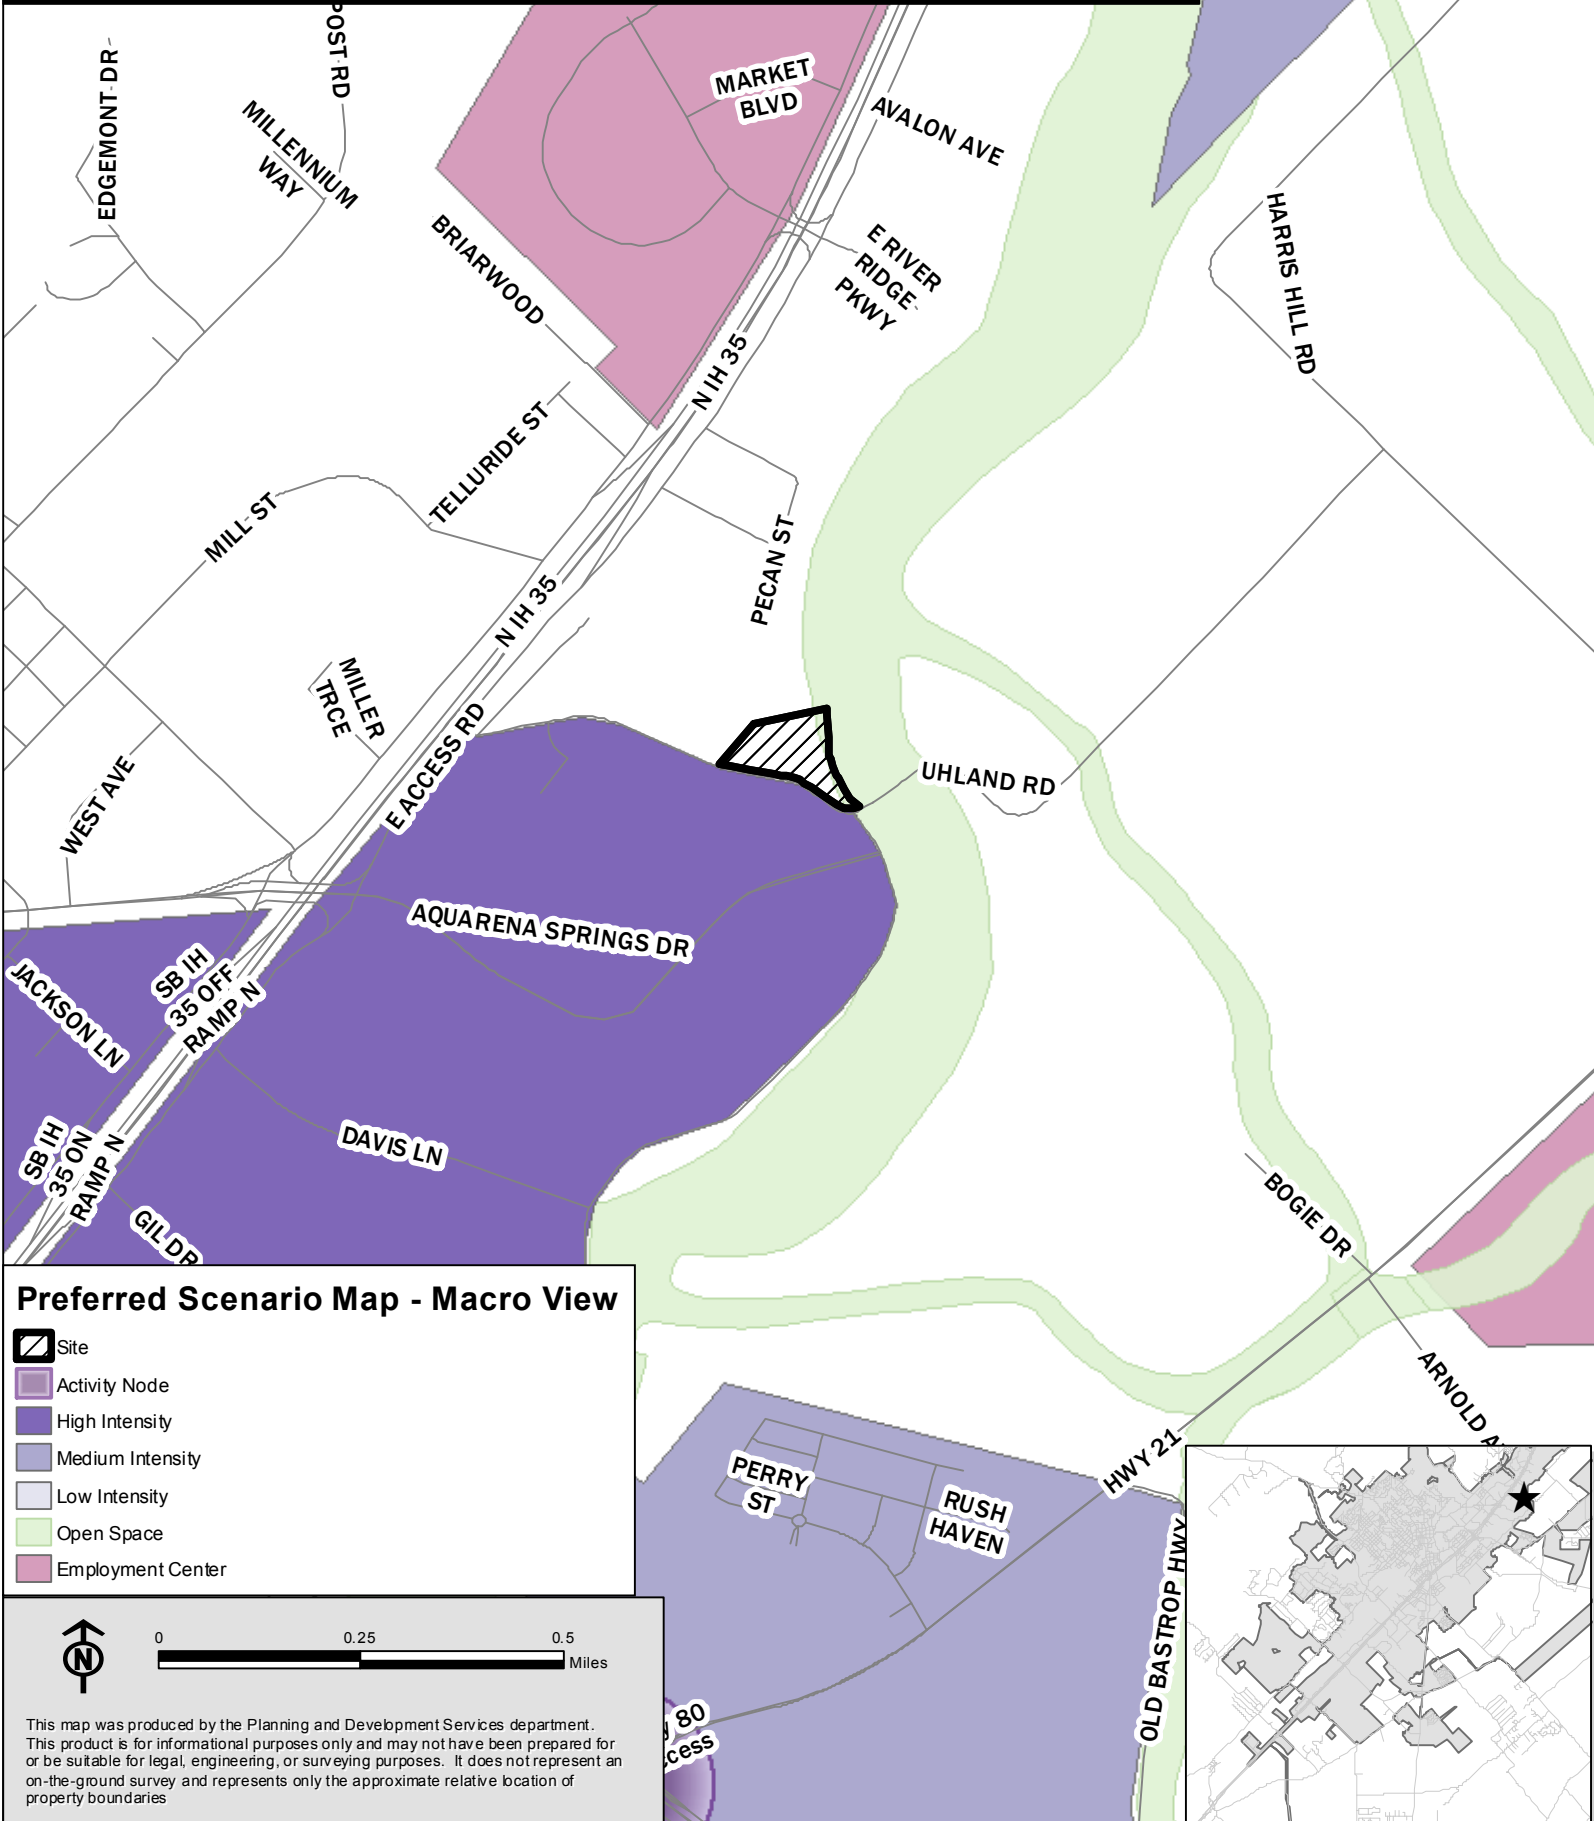 POST RD
EDGEMONT DR
MILLENNIUM
WAY
MARKET
BLVD
AVALON AVE
BRIARWOOD
E RIVER
RIDGE
PKWY
HARRIS HILL RD
N IH 35
TELLURIDE ST
MILL ST
PECAN ST
N IH 35
MILLER
TRCE
E ACCESS RD
WEST AVE
UHLAND RD
AQUARENA SPRINGS DR
SB IH
35 OFF
RAMP N
JACKSON LN
DAVIS LN
SB IH
35 ON
RAMP N
GIL DR
BOGIE DR
ARNOLD A
HWY 21
PERRY
ST
RUSH
HAVEN
OLD BASTROP HWY
y 80
ccess
Preferred Scenario Map - Macro View
Site
Activity Node
High Intensity
Medium Intensity
Low Intensity
Open Space
Employment Center
N
0 0.25 0.5
Miles
This map was produced by the Planning and Development Services department.
This product is for informational purposes only and may not have been prepared for
or be suitable for legal, engineering, or surveying purposes. It does not represent an
on-the-ground survey and represents only the approximate relative location of
property boundaries